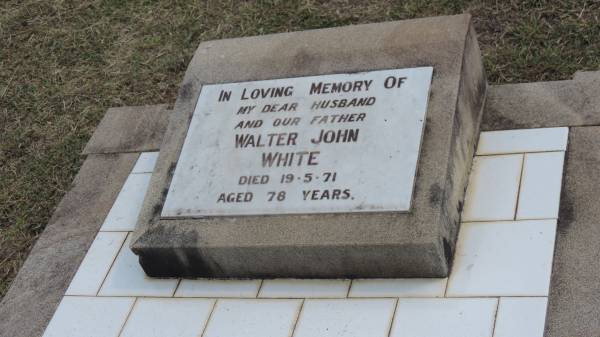 IN LOVING MEMORY OF
MY DEAR HUSBAND
AND OUR FATHER
WALTER JOHN
WHITE
DIED 19·5·71
AGED 78 YEARS.